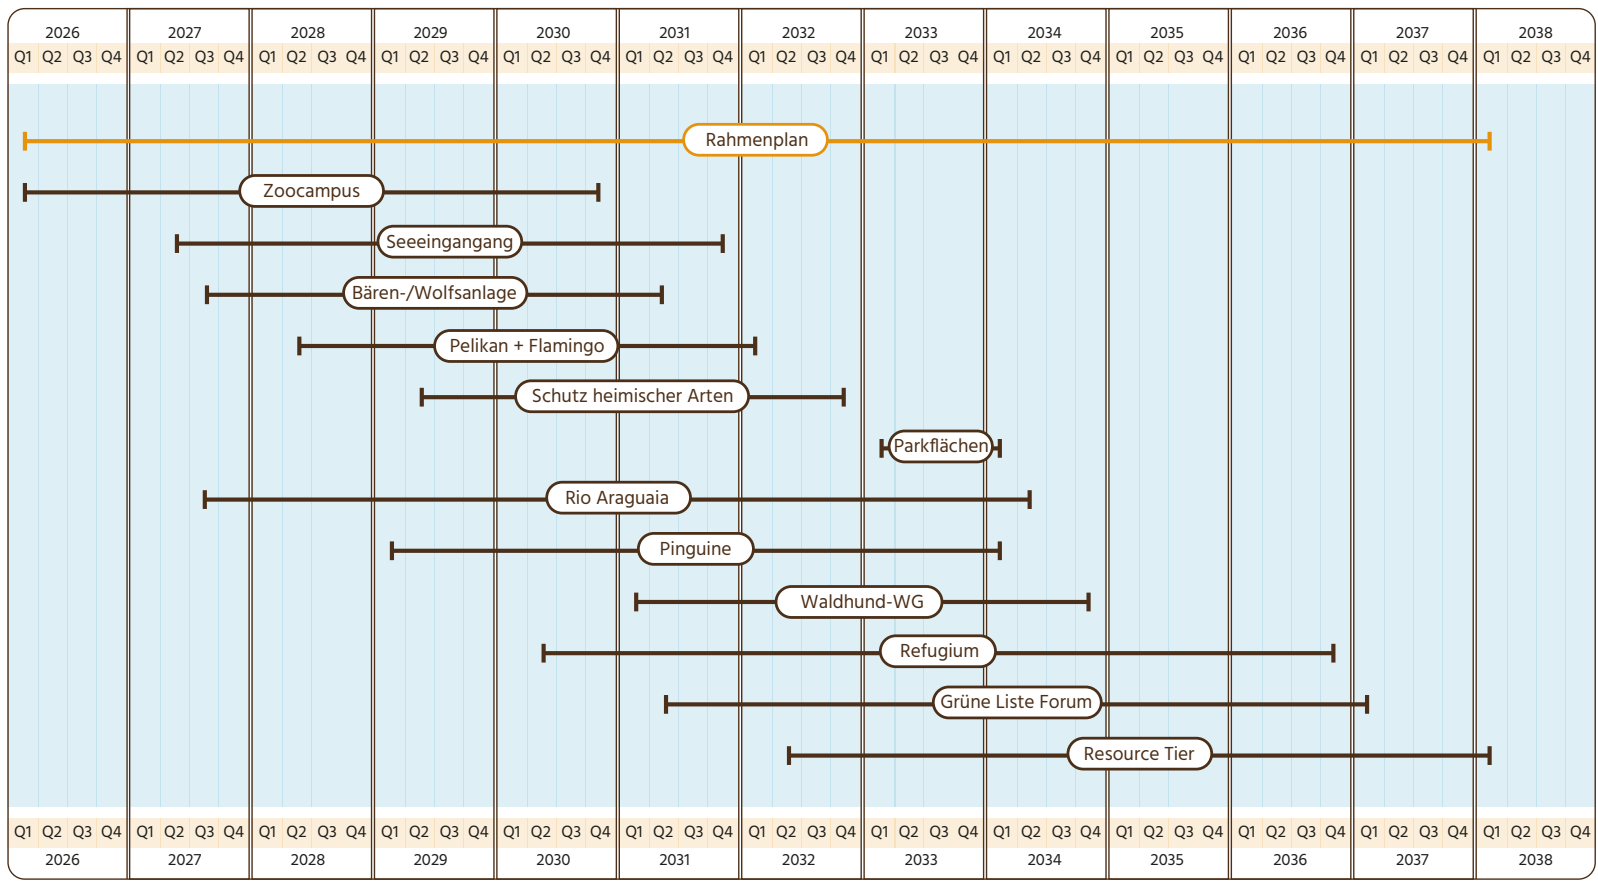 2026 2027 2028 2029 2030 2031 2032 2033 2034 2035 2036 2037 2038
Q1 Q2 Q3 Q4 Q1 Q2 Q3 Q4 Q1 Q2 Q3 Q4 Q1 Q2 Q3 Q4 Q1 Q2 Q3 Q4 Q1 Q2 Q3 Q4 Q1 Q2 Q3 Q4 Q1 Q2 Q3 Q4 Q1 Q2 Q3 Q4 Q1 Q2 Q3 Q4 Q1 Q2 Q3 Q4 Q1 Q2 Q3 Q4 Q1 Q2 Q3 Q4
Rahmenplan
Zoocampus
Seeeingangang
Bären-/Wolfsanlage
Pelikan + Flamingo
Schutz heimischer Arten
Parkflächen
Rio Araguaia
Pinguine
Waldhund-WG
Refugium
Grüne Liste Forum
Resource Tier
Q1 Q2 Q3 Q4 Q1 Q2 Q3 Q4 Q1 Q2 Q3 Q4 Q1 Q2 Q3 Q4 Q1 Q2 Q3 Q4 Q1 Q2 Q3 Q4 Q1 Q2 Q3 Q4 Q1 Q2 Q3 Q4 Q1 Q2 Q3 Q4 Q1 Q2 Q3 Q4 Q1 Q2 Q3 Q4 Q1 Q2 Q3 Q4 Q1 Q2 Q3 Q4
2026 2027 2028 2029 2030 2031 2032 2033 2034 2035 2036 2037 2038